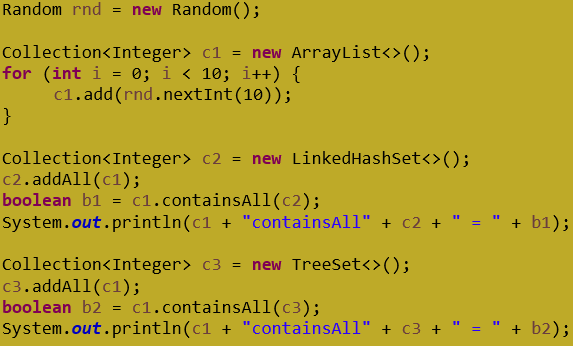 Random rnd = new Random();
Collection<Integer> c1 = new ArrayList<>();
for (int i = 0; i < 10; i++) {
c1.add(rnd.nextInt(10));
}
Collection<Integer> c2 = new LinkedHashSet<>();
c2.addAll(c1);
boolean b1 = c1.containsAll(c2);
System.out.println(c1 + "containsAll" + c2 + " = " + b1);
Collection<Integer> c3 = new TreeSet<>();
c3.addAll(c1);
boolean b2 = c1.containsAll(c3);
System.out.println(c1 + "containsAll" + c3 + " = " + b2);